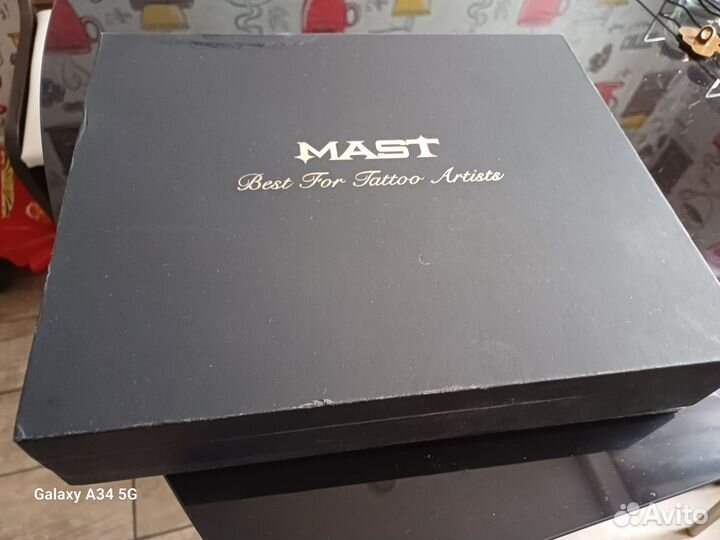 MAST
Best For Tattoo Artists
Galaxy A34 5G
Avito